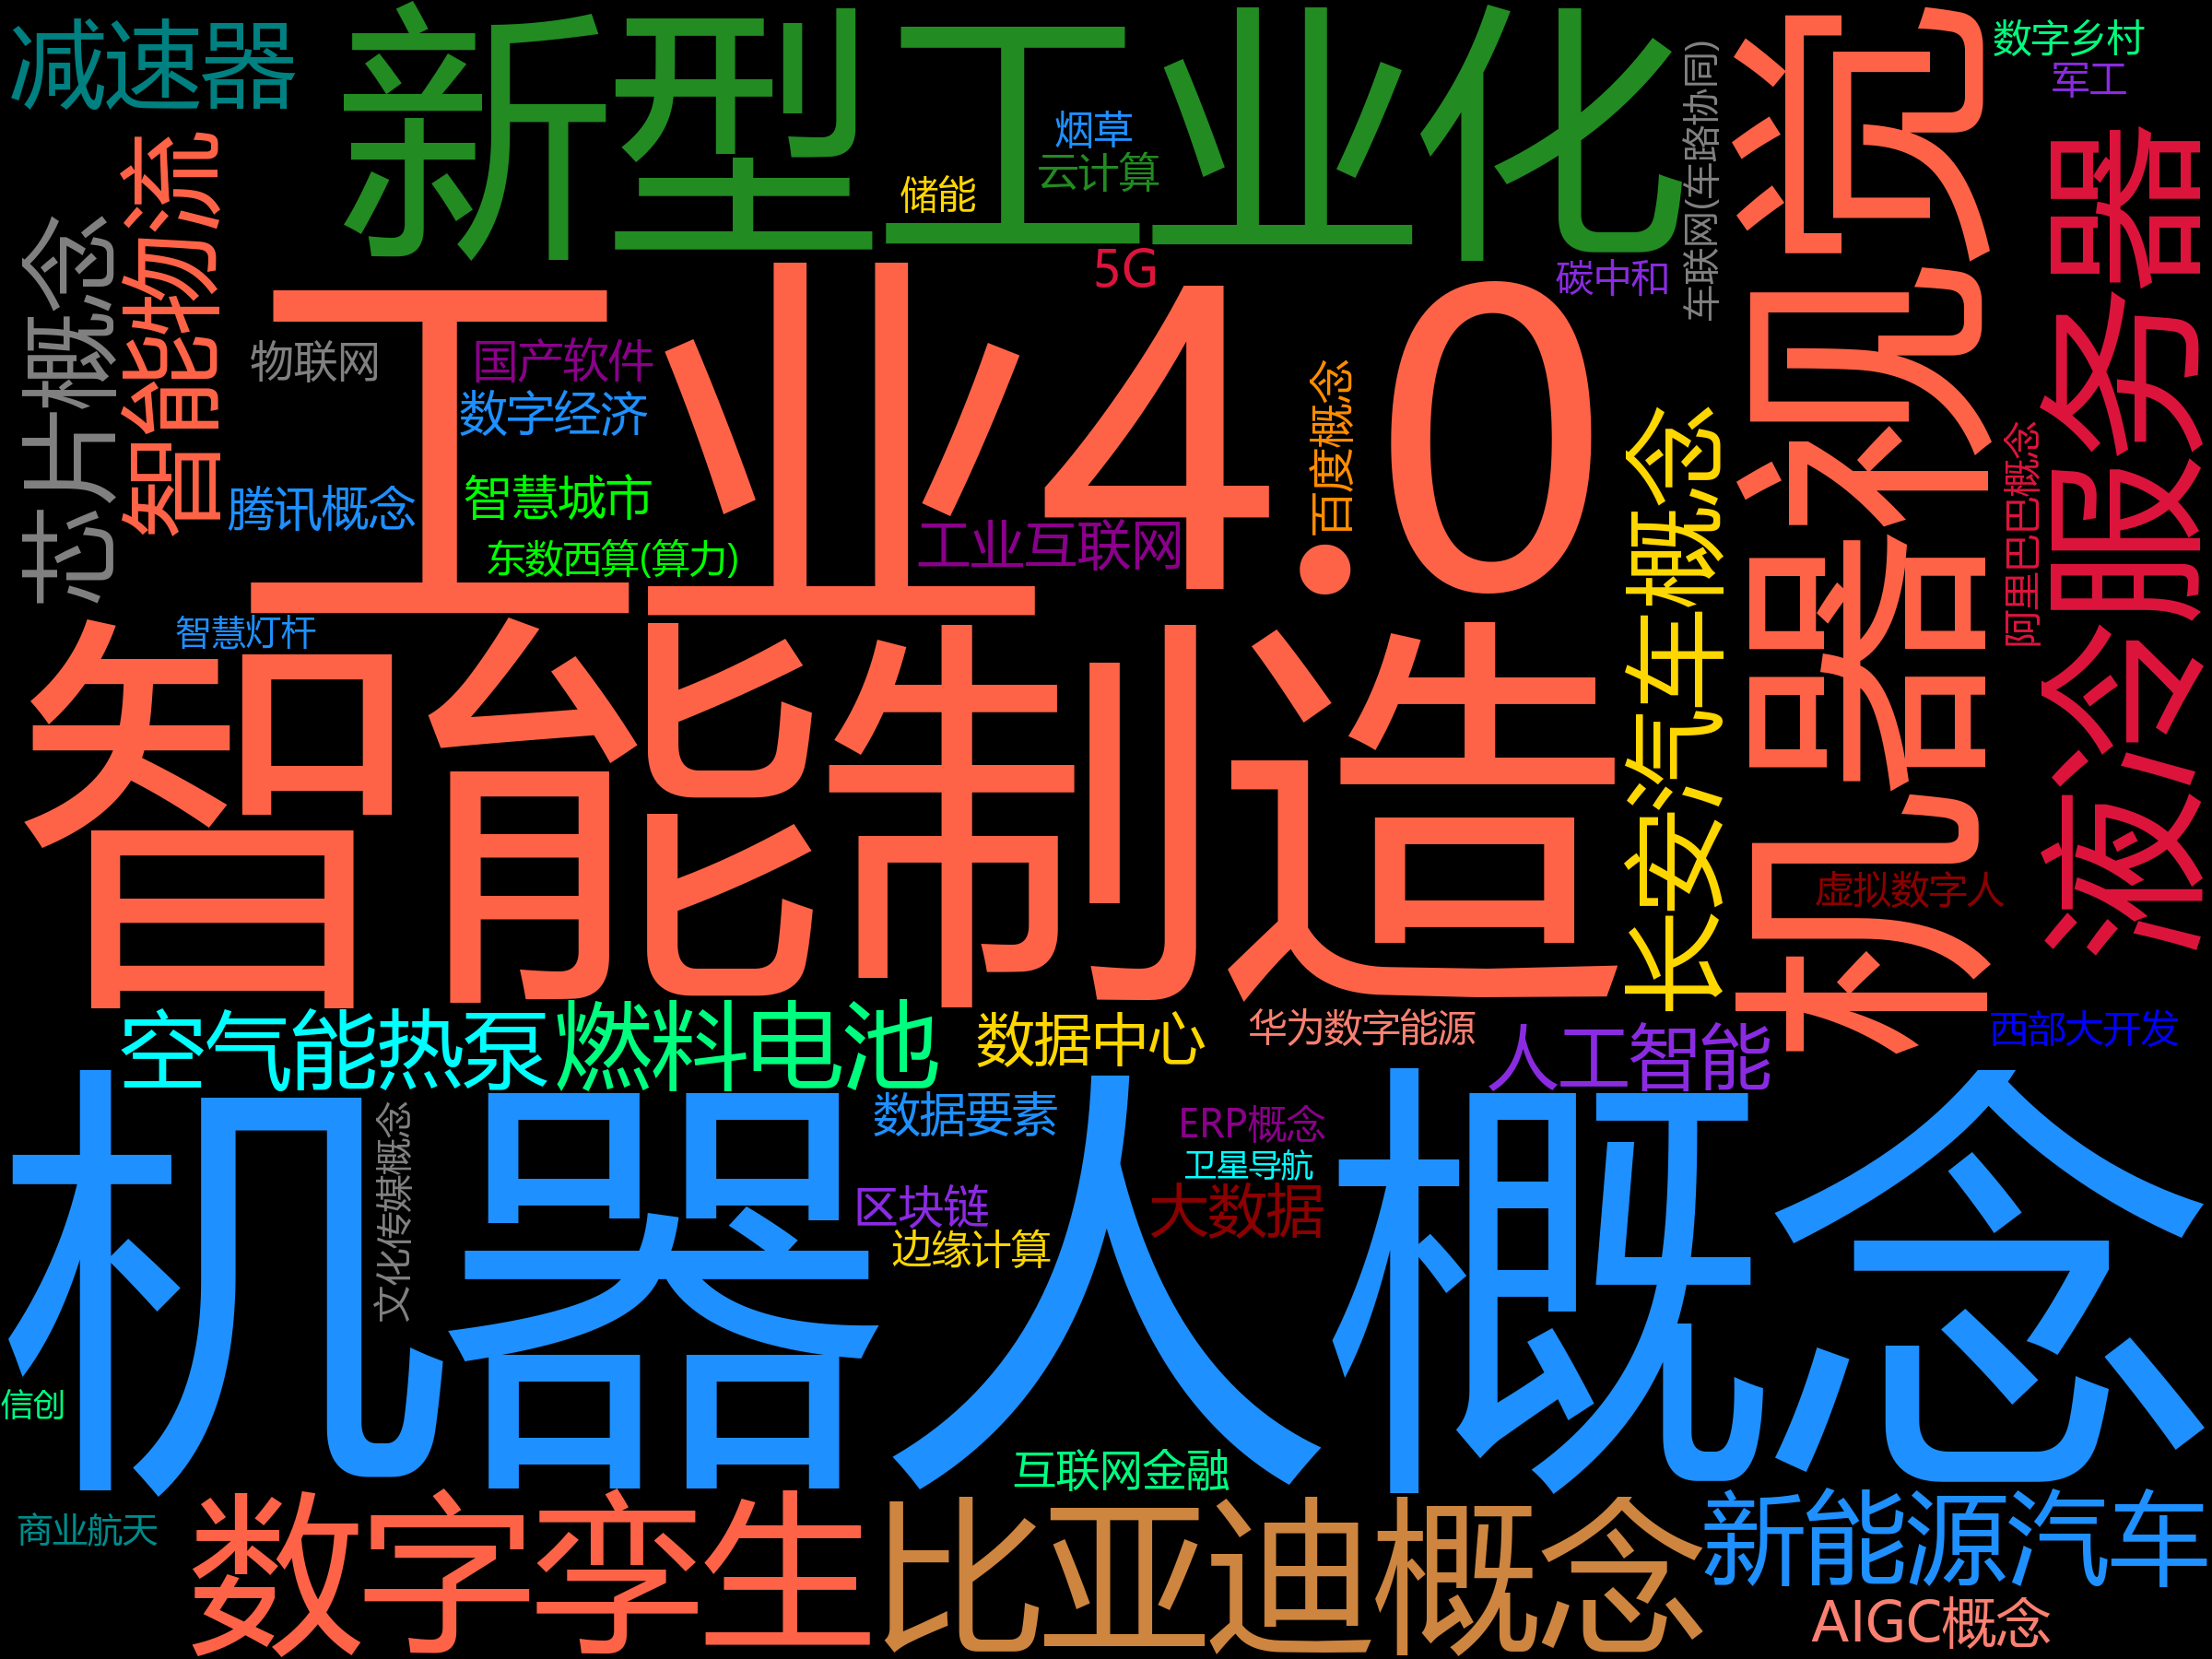 减速器
新型工业化
数字乡村
军工
烟草
云计算
储能
5G
碳中和
车联网(车路协同)
机器视觉
液冷服务器
阿里巴巴概念
芯片概念
智能物流
工业4.0
物联网
国产软件
数字经济
百度概念
腾讯概念
智慧城市
工业互联网
东数西算(算力)
长安汽车概念
智慧灯杆
智能制造
虚拟数字人
空气能热泵
燃料电池
数据中心
华为数字能源
人工智能
西部大开发
机器人概念
文化传媒概念
数据要素
ERP概念
卫星导航
区块链
大数据
边缘计算
信创
互联网金融
商业航天
数字孪生
比亚迪概念
新能源汽车
AIGC概念